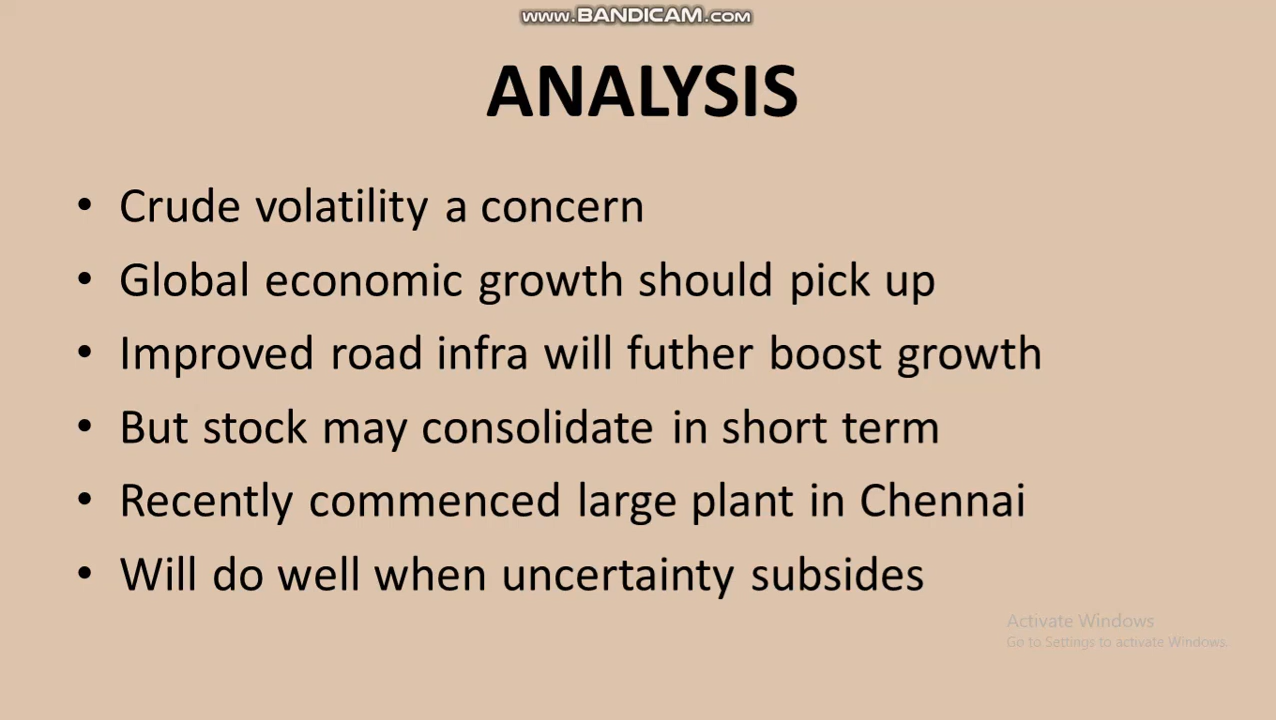 www.BANDICAM.com
ANALYSIS
• Crude volatility a concern
• Global economic growth should pick up
• Improved road infra will futher boost growth
• But stock may consolidate in short term
• Recently commenced large plant in Chennai
• Will do well when uncertainty subsides
Activate Windows
Go to Settings to activate Windows.